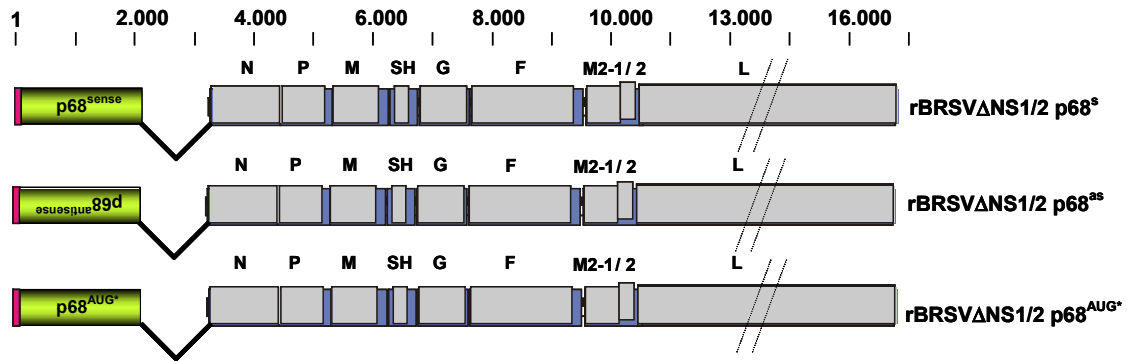 1 2.000 4.000 6.000 8.000 10.000 13.000 16.000
N P M SH G F M2-1/ 2 L
p68sense rBRSVΔNS1/2 p68s
N P M SH G F M2-1/ 2 L
p68antisense rBRSVΔNS1/2 p68as
N P M SH G F M2-1/ 2 L
p68AUG* rBRSVΔNS1/2 p68AUG*